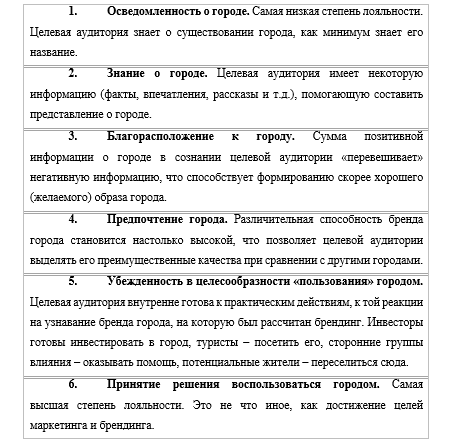 1. Осведомленность о городе. Самая низкая степень лояльности.
Целевая аудитория знает о существовании города, как минимум знает его
название.
2. Знание о городе. Целевая аудитория имеет некоторую
информацию (факты, впечатления, рассказы и т.д.), помогающую составить
представление о городе.
3. Благорасположение к городу. Сумма позитивной
информации о городе в сознании целевой аудитории «перевешивает»
негативную информацию, что способствует формированию скорее хорошего
(желаемого) образа города.
4. Предпочтение города. Различительная способность бренда
города становится настолько высокой, что позволяет целевой аудитории
выделять его преимущественные качества при сравнении с другими городами.
5. Убежденность в целесообразности «пользования» городом.
Целевая аудитория внутренне готова к практическим действиям, к той реакции
на узнавание бренда города, на которую был рассчитан брендинг. Инвесторы
готовы инвестировать в город, туристы – посетить его, сторонние группы
влияния – оказывать помощь, потенциальные жители – переселиться сюда.
6. Принятие решения воспользоваться городом. Самая
высшая степень лояльности. Это не что иное, как достижение целей
маркетинга и брендинга.